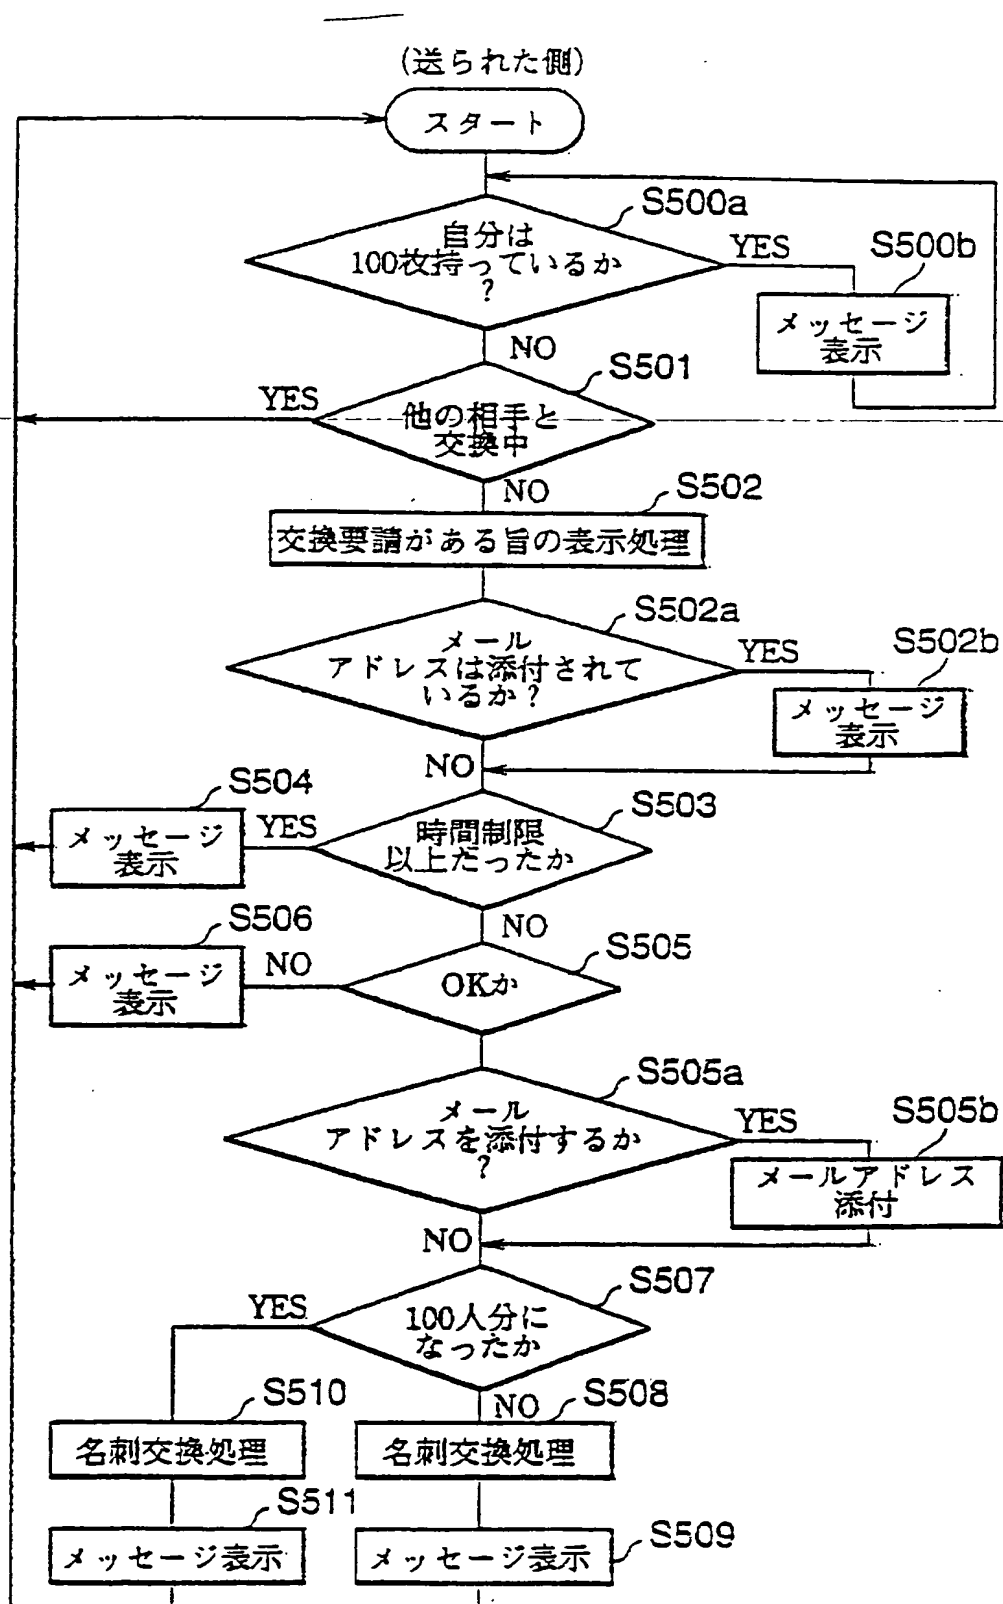 (送られた側)
スタート
S500a
自分は
100枚持っているか
?
YES
S500b
メッセージ
表示
NO
S501
YES
他の相手と
交換中
NO
S502
交換要請がある旨の表示処理
S502a
メール
アドレスは添付されて
いるか?
YES
S502b
メッセージ
表示
NO
S504
メッセージ
表示
YES
S503
時間制限
以上だったか
NO
S506
メッセージ
表示
NO
S505
OKか
S505a
メール
アドレスを添付するか
?
YES
S505b
メールアドレス
添付
NO
S507
YES
100人分に
なったか
S510
NO
S508
名刺交換処理
名刺交換処理
S511
メッセージ表示
メッセージ表示
S509